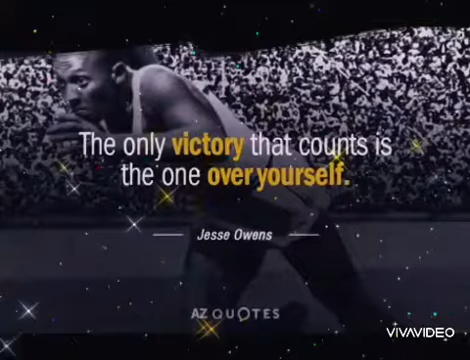 The only victory that counts is
the one over yourself.
Jesse Owens
AZ QUOTES
VIVAVIDEO